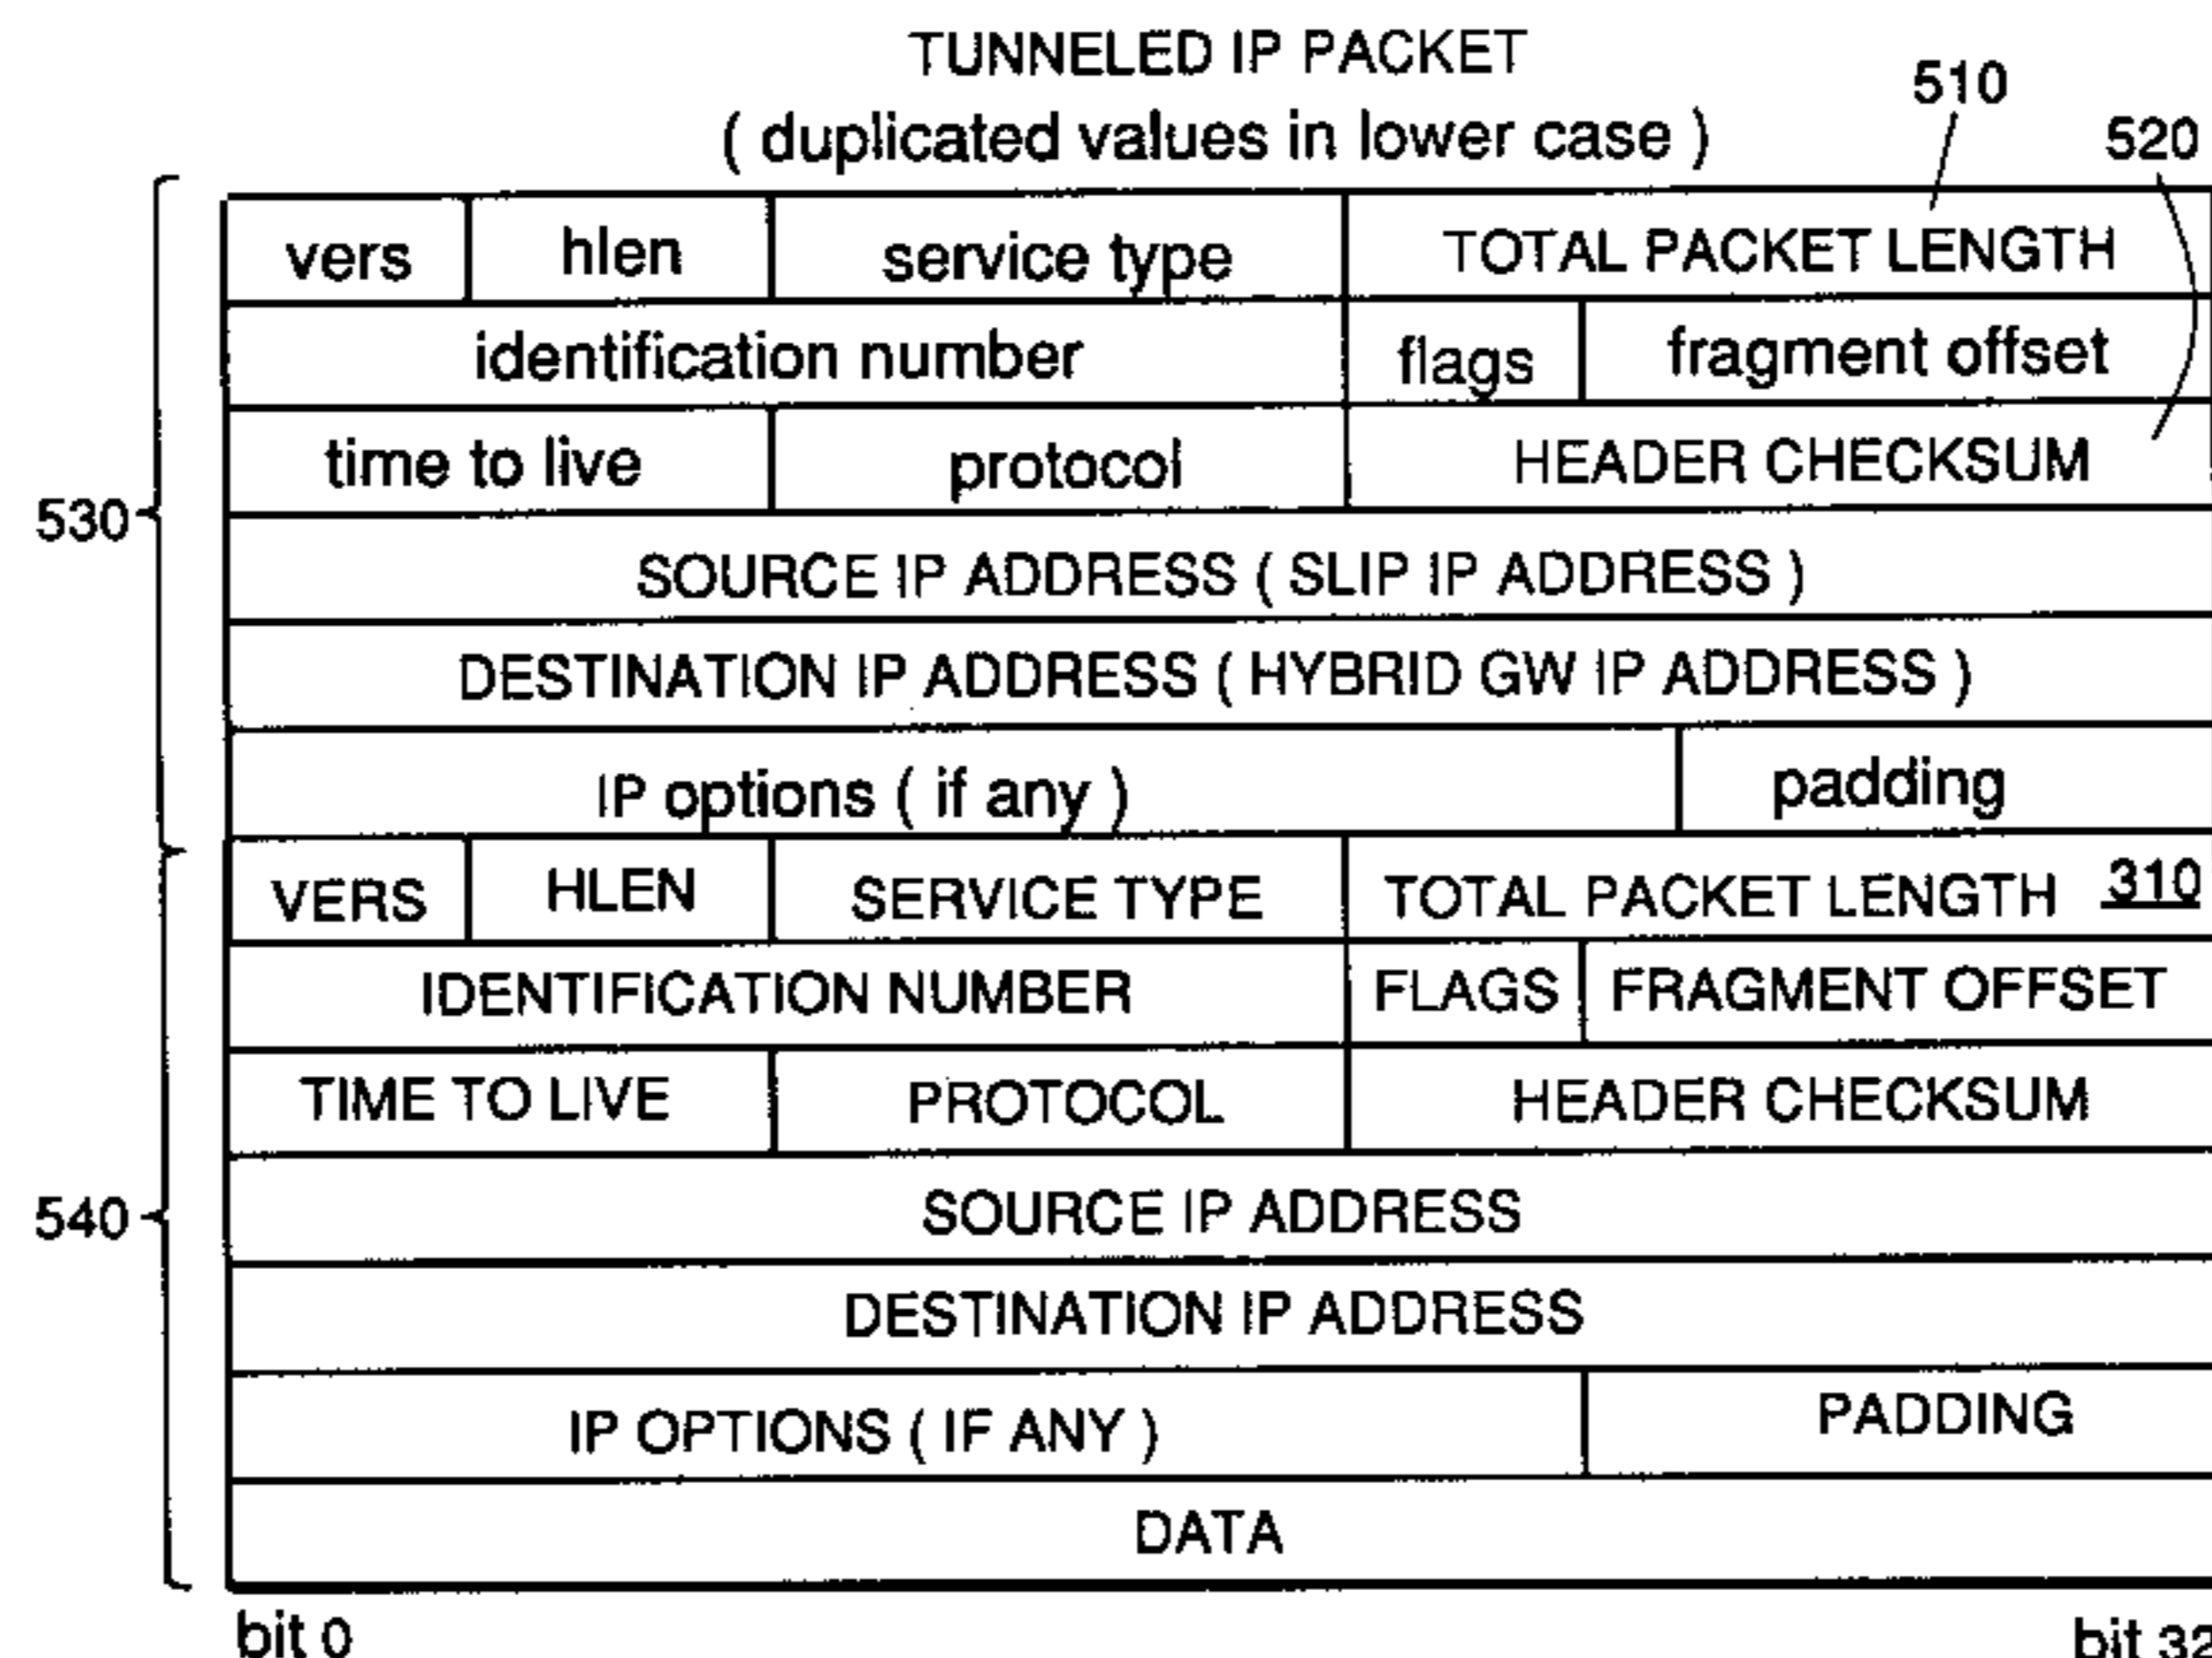 TUNNELED IP PACKET
510
( duplicated values in lower case )
520
vers hlen service type TOTAL PACKET LENGTH
identification number flags fragment offset
time to live protocol HEADER CHECKSUM
530
SOURCE IP ADDRESS ( SLIP IP ADDRESS )
DESTINATION IP ADDRESS ( HYBRID GW IP ADDRESS )
IP options ( if any ) padding
VERS HLEN SERVICE TYPE TOTAL PACKET LENGTH 310
IDENTIFICATION NUMBER FLAGS FRAGMENT OFFSET
TIME TO LIVE PROTOCOL HEADER CHECKSUM
540
SOURCE IP ADDRESS
DESTINATION IP ADDRESS
IP OPTIONS ( IF ANY ) PADDING
DATA
bit 0 bit 32